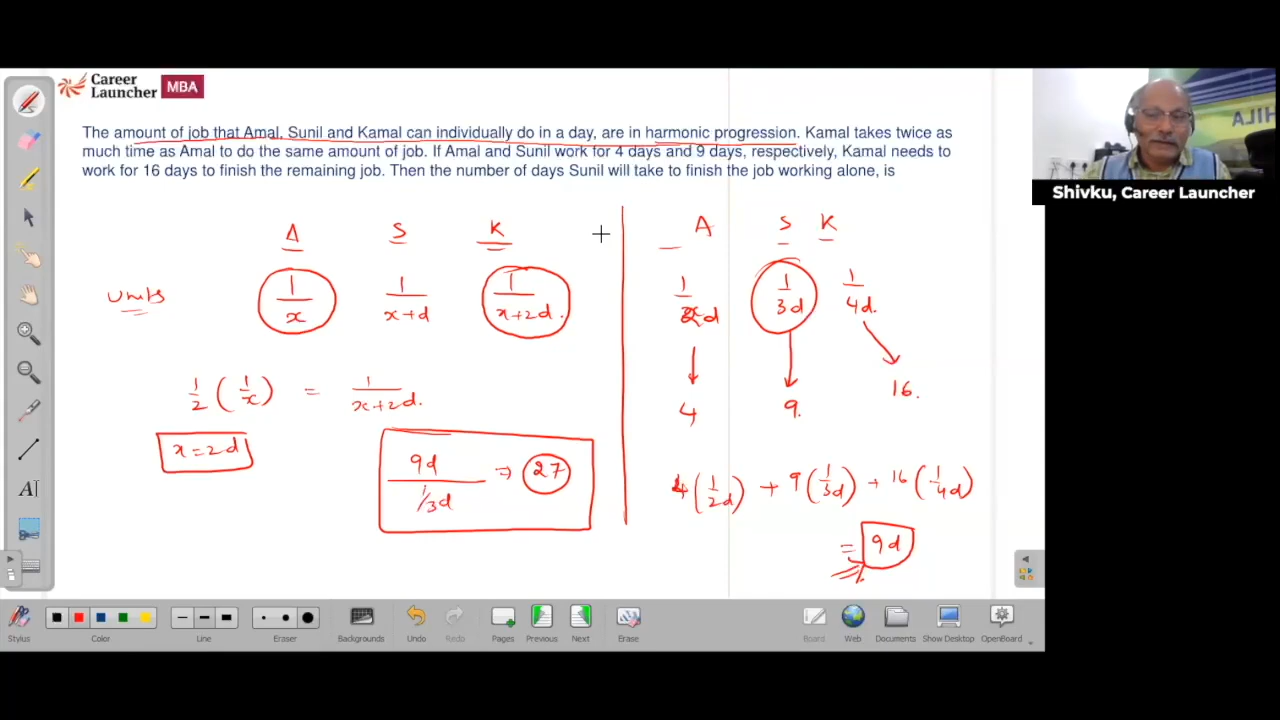 Career
Launcher MBA
The amount of job that Amal, Sunil and Kamal can individually do in a day, are in harmonic progression. Kamal takes twice as
much time as Amal to do the same amount of job. If Amal and Sunil work for 4 days and 9 days, respectively, Kamal needs to
work for 16 days to finish the remaining job. Then the number of days Sunil will take to finish the job working alone, is
Shivku, Career Launcher
HILA
A S K
units 1/x 1/(x+d) 1/(x+2d).
1/2 (1/x) = 1/(x+2d).
x=2d
9d / (1/3d) ⇒ 27
A S K
1/2d 1/3d 1/4d.
4 9. 16.
4(1/2d) + 9(1/3d) + 16(1/4d)
= 9d
Stylus Color Line Eraser Backgrounds Undo Redo Pages Previous Next Erase Board Web Documents Show Desktop OpenBoard